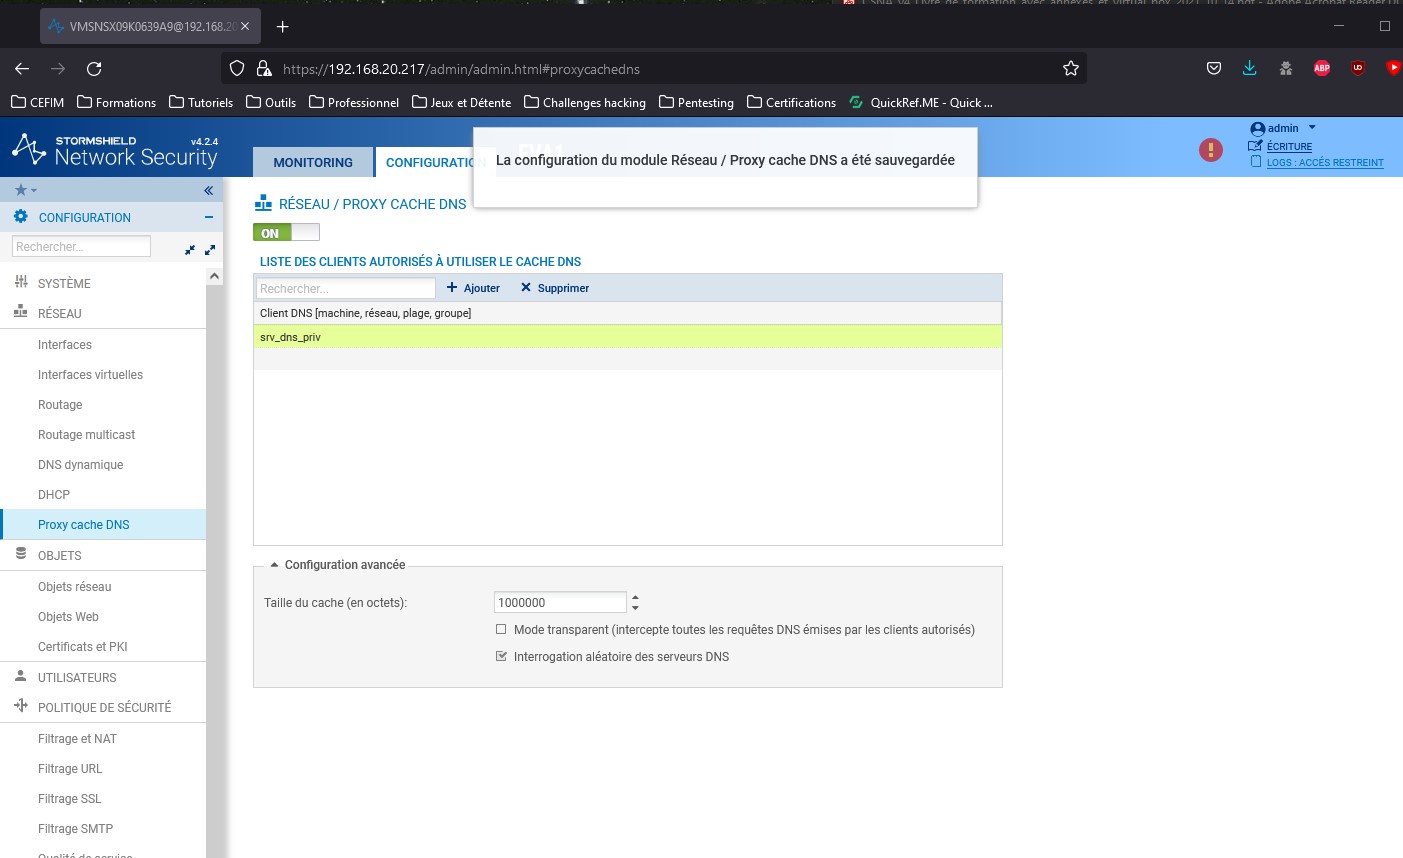 VMSNSX09K0639A9@192.168.20
https://192.168.20.217/admin/admin.html#proxycachedns
ABP
CEFIM
Formations
Tutoriels
Outils
Professionnel
Jeux et Détente
Challenges hacking
Pentesting
Certifications
QuickRef.ME - Quick ...
STORMSHIELD
v4.2.4
Network Security
MONITORING
CONFIGURATION
La configuration du module Réseau / Proxy cache DNS a été sauvegardée
admin
ÉCRITURE
LOGS : ACCÈS RESTREINT
CONFIGURATION
Rechercher...
SYSTÈME
RÉSEAU
Interfaces
Interfaces virtuelles
Routage
Routage multicast
DNS dynamique
DHCP
Proxy cache DNS
OBJETS
Objets réseau
Objets Web
Certificats et PKI
UTILISATEURS
POLITIQUE DE SÉCURITÉ
Filtrage et NAT
Filtrage URL
Filtrage SSL
Filtrage SMTP
Qualité de service
RÉSEAU / PROXY CACHE DNS
ON
LISTE DES CLIENTS AUTORISÉS À UTILISER LE CACHE DNS
Rechercher...
Ajouter
Supprimer
Client DNS [machine, réseau, plage, groupe]
srv_dns_priv
Configuration avancée
Taille du cache (en octets):
1000000
Mode transparent (intercepte toutes les requêtes DNS émises par les clients autorisés)
Interrogation aléatoire des serveurs DNS